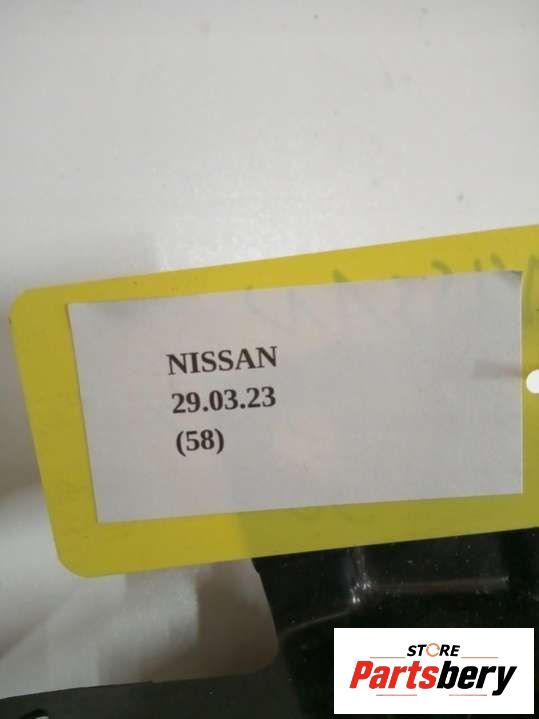 NISSAN
29.03.23
(58)
STORE
Partsbery